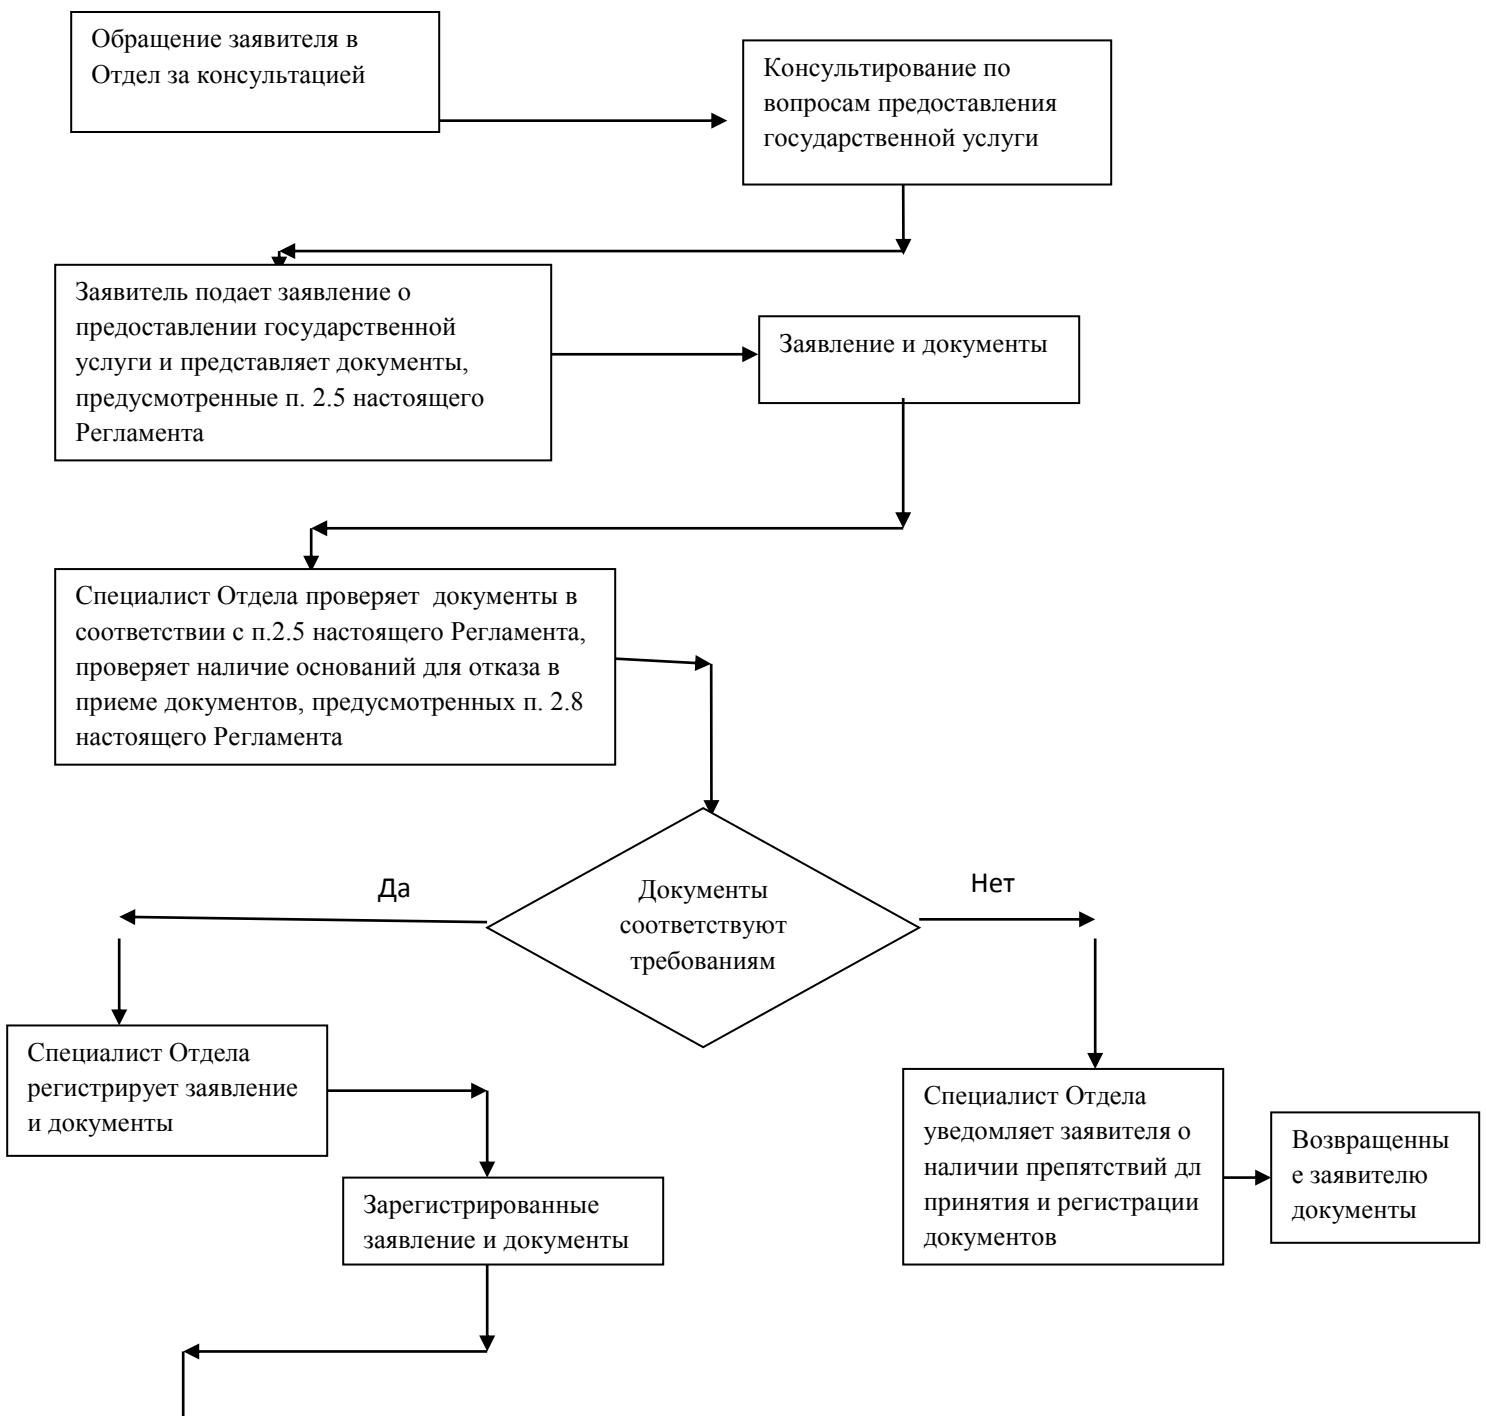 Обращение заявителя в
Отдел за консультацией
Консультирование по
вопросам предоставления
государственной услуги
Заявитель подает заявление о
предоставлении государственной
услуги и представляет документы,
предусмотренные п. 2.5 настоящего
Регламента
Заявление и документы
Специалист Отдела проверяет  документы в
соответствии с п.2.5 настоящего Регламента,
проверяет наличие оснований для отказа в
приеме документов, предусмотренных п. 2.8
настоящего Регламента
Да
Документы
соответствуют
требованиям
Нет
Специалист Отдела
регистрирует заявление
и документы
Зарегистрированные
заявление и документы
Специалист Отдела
уведомляет заявителя о
наличии препятствий дл
принятия и регистрации
документов
Возвращенны
е заявителю
документы